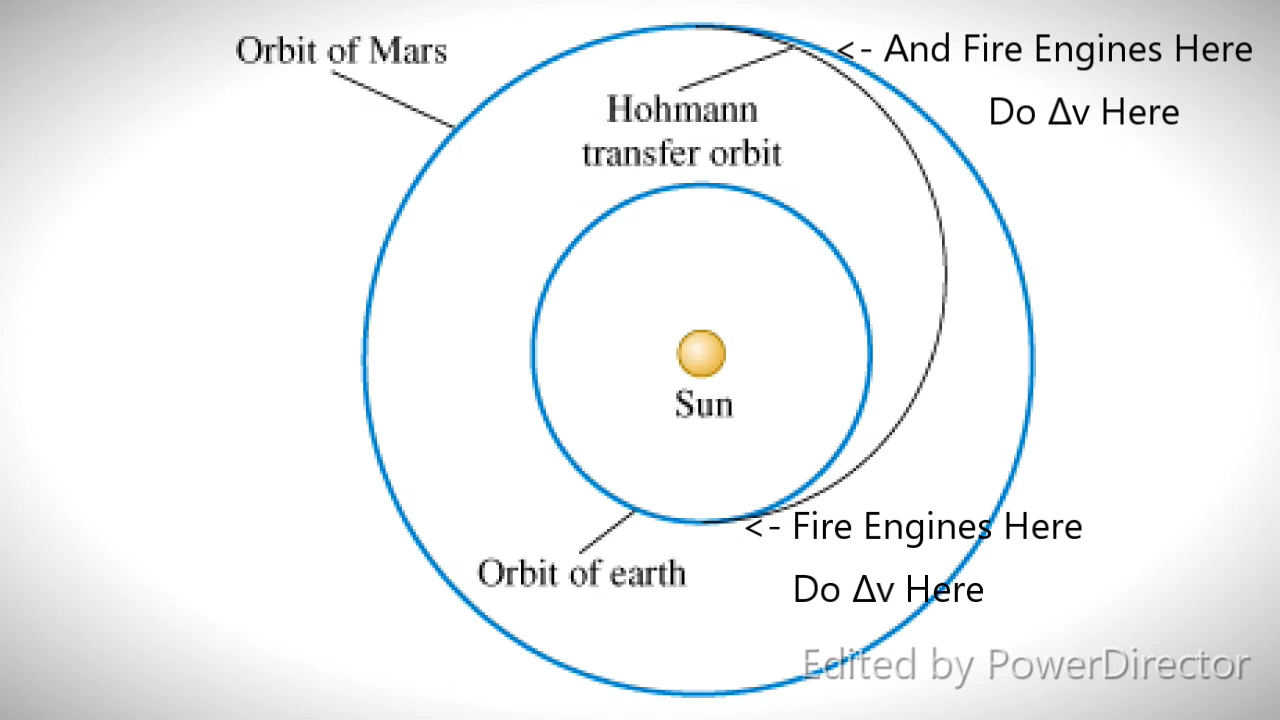 Orbit of Mars
<- And Fire Engines Here
Do Δv Here
Hohmann
transfer orbit
Sun
<- Fire Engines Here
Do Δv Here
Orbit of earth
Edited by PowerDirector